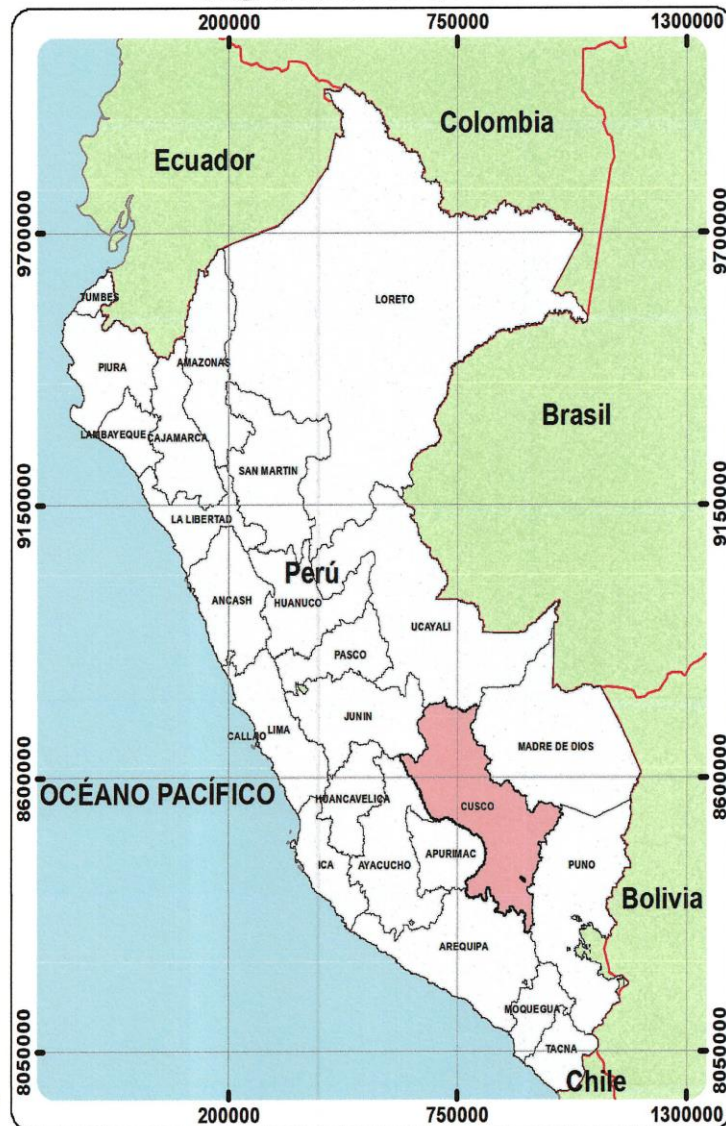 200000 750000 1300000
Colombia
Ecuador
9700000 9700000
TUMBES
LORETO
PIURA
AMAZONAS
Brasil
LAMBAYEQUE
CAJAMARCA
SAN MARTIN
9150000 9150000
LA LIBERTAD
Perú
ANCASH
HUANUCO
UCAYALI
PASCO
JUNIN
LIMA
CALLAO
MADRE DE DIOS
8600000 8600000
OCÉANO PACÍFICO
HUANCAVELICA
CUSCO
APURIMAC
ICA
AYACUCHO
PUNO
Bolivia
AREQUIPA
MOQUEGUA
TACNA
8050000 8050000
Chile
200000 750000 1300000